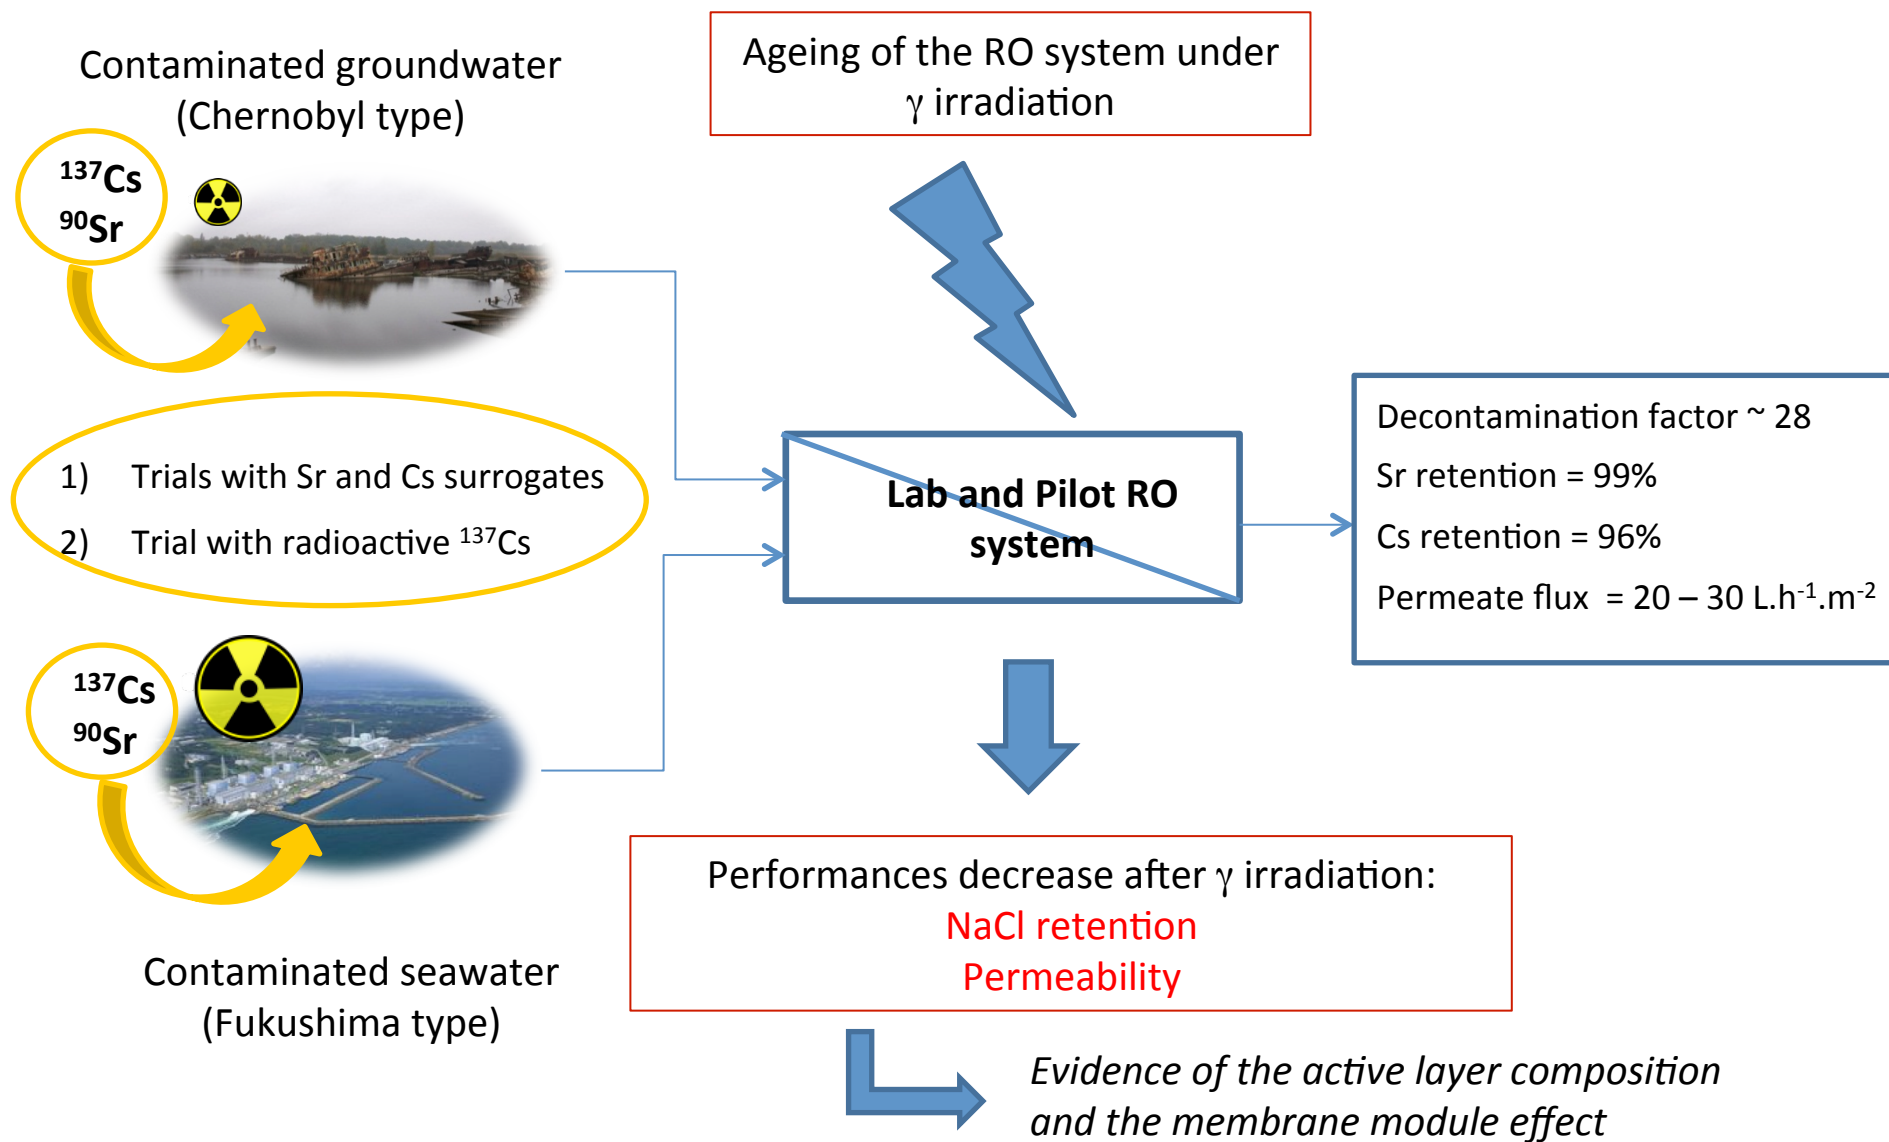 Contaminated groundwater
(Chernobyl type)
Ageing of the RO system under
γ irradiation
¹³⁷Cs
⁹⁰Sr
1) Trials with Sr and Cs surrogates
2) Trial with radioactive ¹³⁷Cs
Lab and Pilot RO
system
Decontamination factor ~ 28
Sr retention = 99%
Cs retention = 96%
Permeate flux = 20 – 30 L.h⁻¹.m⁻²
¹³⁷Cs
⁹⁰Sr
Contaminated seawater
(Fukushima type)
Performances decrease after γ irradiation:
NaCl retention
Permeability
Evidence of the active layer composition
and the membrane module effect